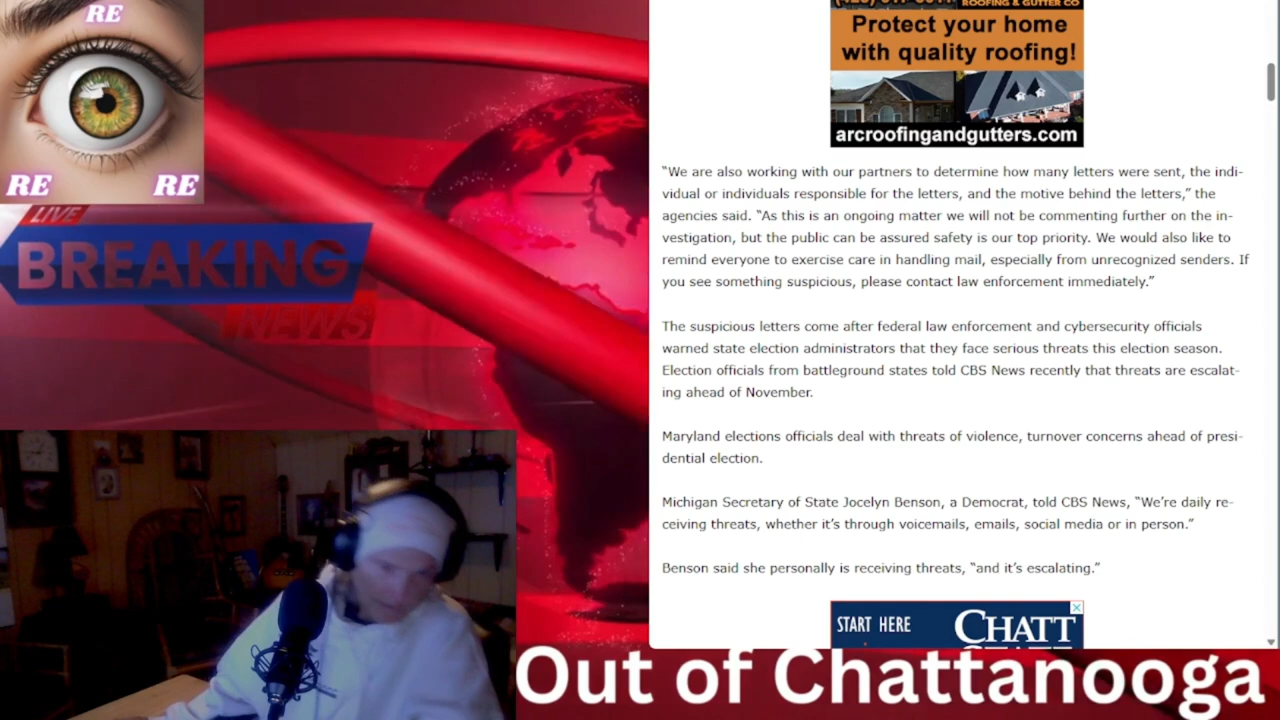 RE
RE
RE
LIVE
BREAKING
NEWS
ROOFING & GUTTER CO
Protect your home
with quality roofing!
arcroofingandgutters.com
“We are also working with our partners to determine how many letters were sent, the indi-
vidual or individuals responsible for the letters, and the motive behind the letters,” the
agencies said. “As this is an ongoing matter we will not be commenting further on the in-
vestigation, but the public can be assured safety is our top priority. We would also like to
remind everyone to exercise care in handling mail, especially from unrecognized senders. If
you see something suspicious, please contact law enforcement immediately.”
The suspicious letters come after federal law enforcement and cybersecurity officials
warned state election administrators that they face serious threats this election season.
Election officials from battleground states told CBS News recently that threats are escalat-
ing ahead of November.
Maryland elections officials deal with threats of violence, turnover concerns ahead of presi-
dential election.
Michigan Secretary of State Jocelyn Benson, a Democrat, told CBS News, “We’re daily re-
ceiving threats, whether it’s through voicemails, emails, social media or in person.”
Benson said she personally is receiving threats, “and it’s escalating.”
START HERE
CHATT
Out of Chattanooga